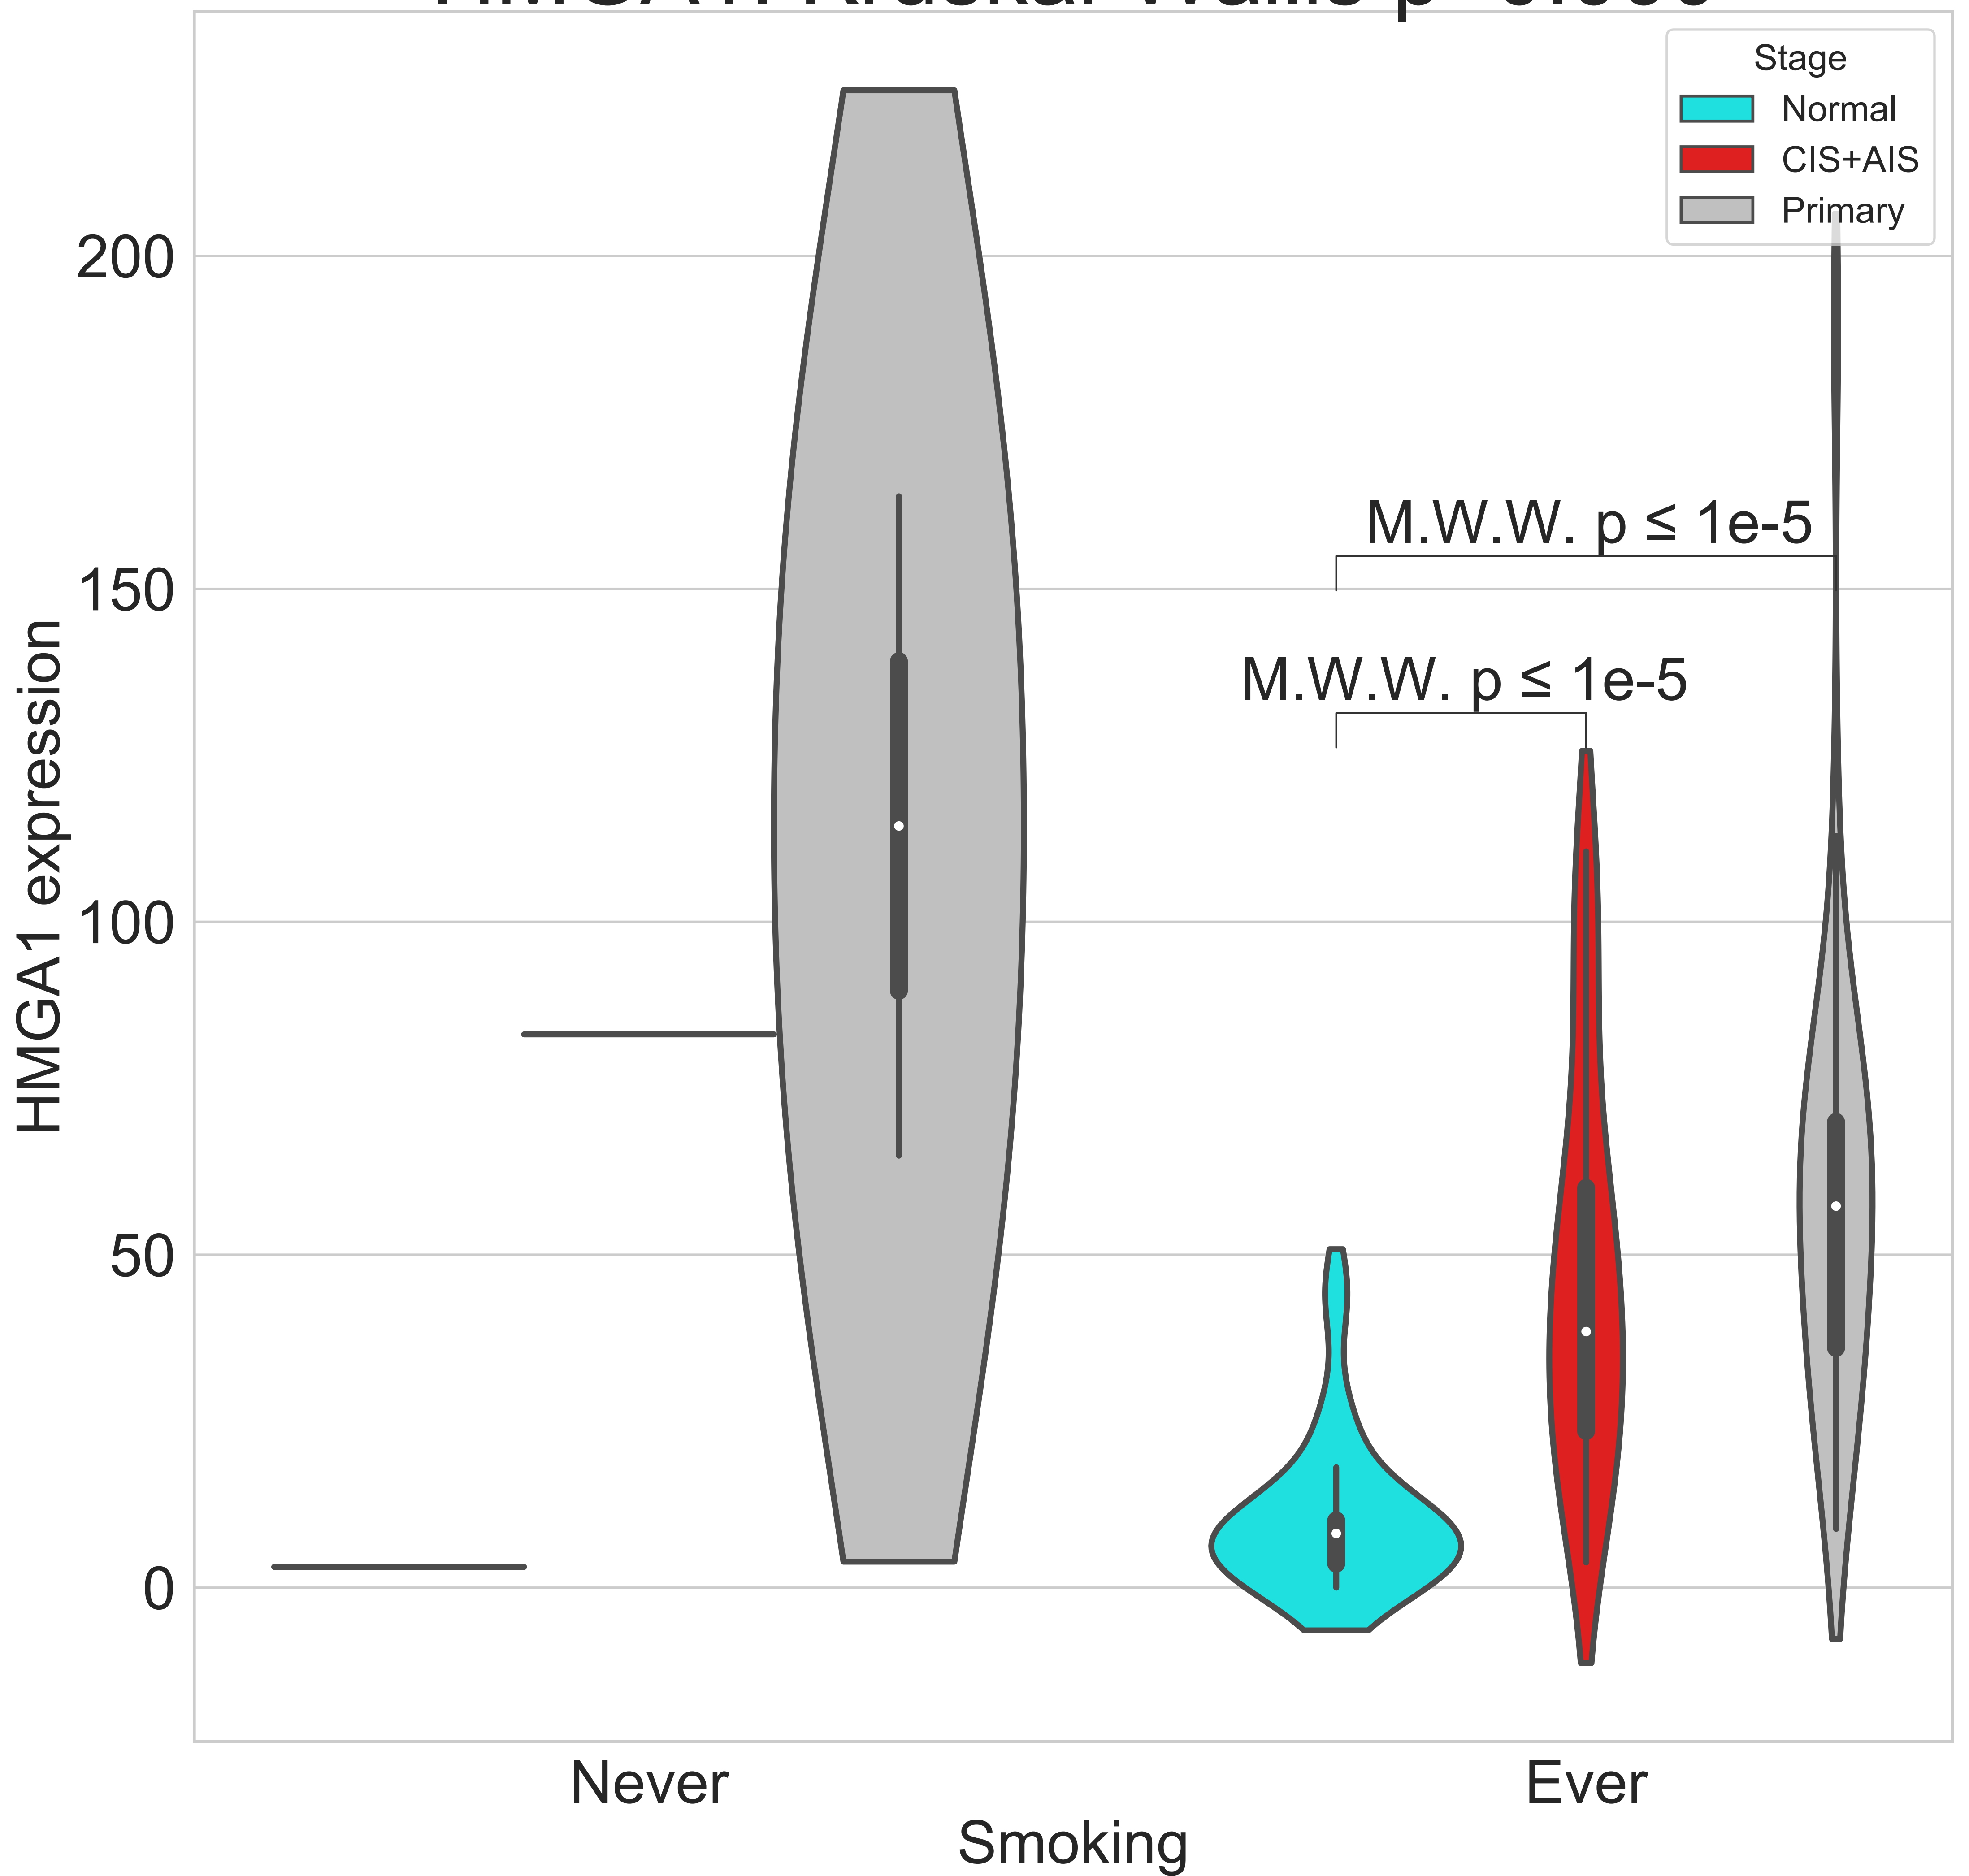 Stage
Normal
CIS+AIS
Primary
200
150
100
50
0
HMGA1 expression
M.W.W. p ≤ 1e-5
M.W.W. p ≤ 1e-5
Never
Ever
Smoking